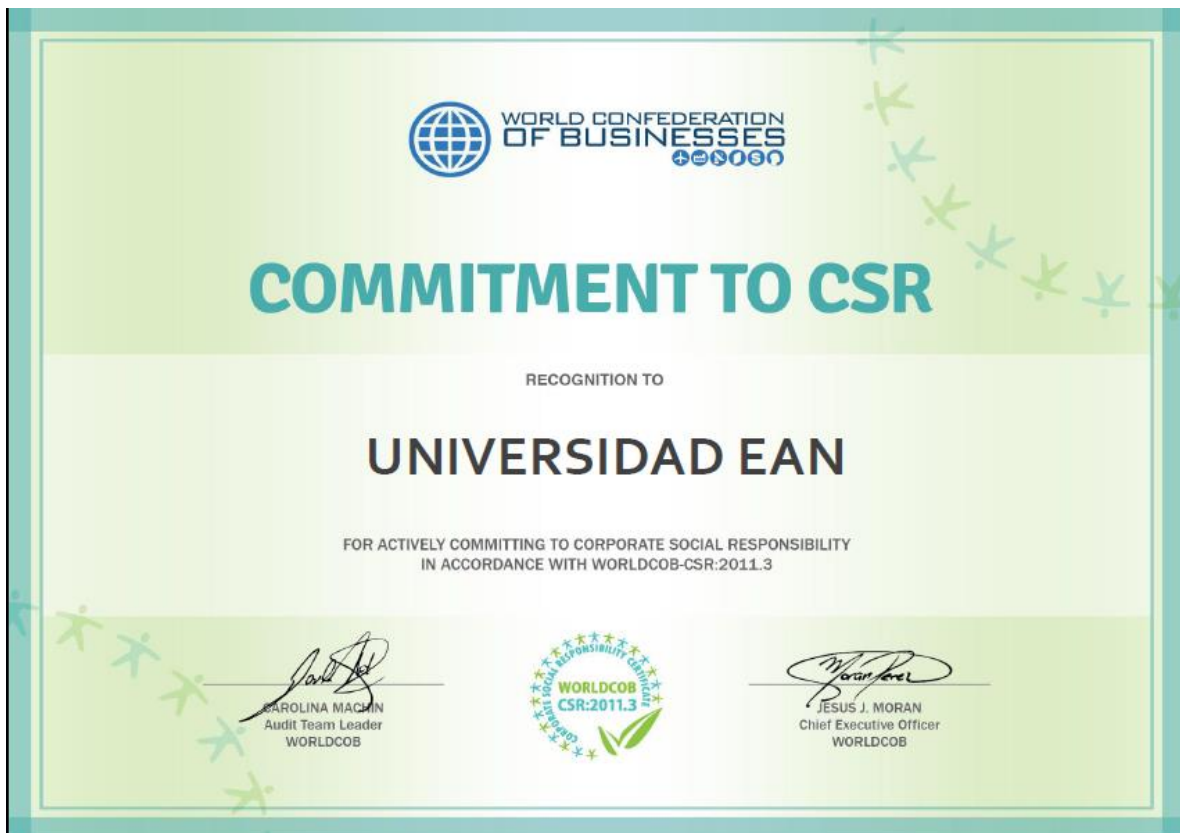 WORLD CONFEDERATION
OF BUSINESSES
COMMITMENT TO CSR
RECOGNITION TO
UNIVERSIDAD EAN
FOR ACTIVELY COMMITTING TO CORPORATE SOCIAL RESPONSIBILITY
IN ACCORDANCE WITH WORLDCOB-CSR:2011.3
CAROLINA MACHIN
Audit Team Leader
WORLDCOB
CORPORATE SOCIAL RESPONSIBILITY CERTIFICATE
WORLDCOB
CSR:2011.3
JESUS J. MORAN
Chief Executive Officer
WORLDCOB